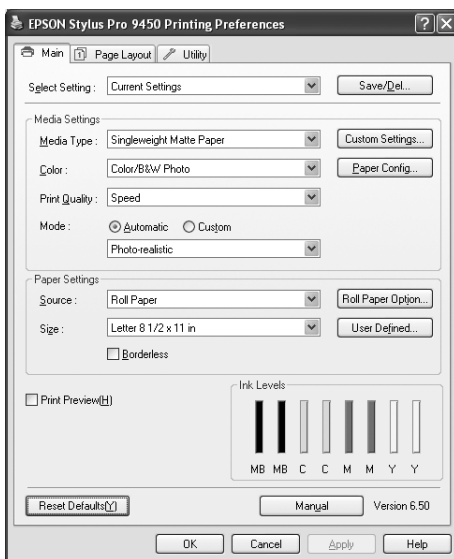 EPSON Stylus Pro 9450 Printing Preferences
Main Page Layout Utility
Select Setting : Current Settings Save/Del...
Media Settings
Media Type : Singleweight Matte Paper Custom Settings...
Color : Color/B&W Photo Paper Config...
Print Quality : Speed
Mode : Automatic Custom
Photo-realistic
Paper Settings
Source : Roll Paper Roll Paper Option...
Size : Letter 8 1/2 x 11 in User Defined...
Borderless
Print Preview(H)
Ink Levels
MB MB C C M M Y Y
Reset Defaults(Y) Manual Version 6.50
OK Cancel Apply Help